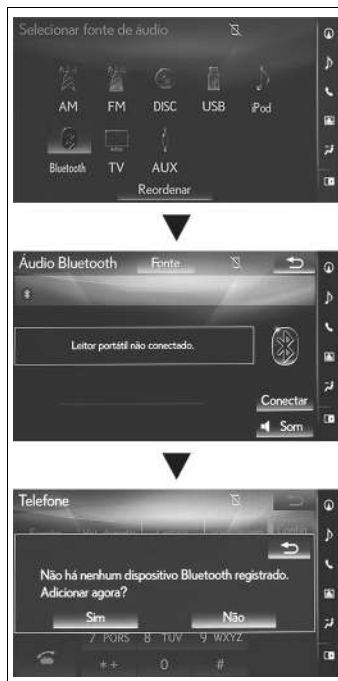 Selecionar fonte de áudio
AM FM DISC USB iPod
Bluetooth TV AUX
Reordenar
Áudio Bluetooth Fonte
Leitor portátil não conectado.
Conectar
Som
Telefone
Não há nenhum dispositivo Bluetooth registrado.
Adicionar agora?
Sim Não
7 PQRS 8 TUV 9 WXYZ
*+ 0 #